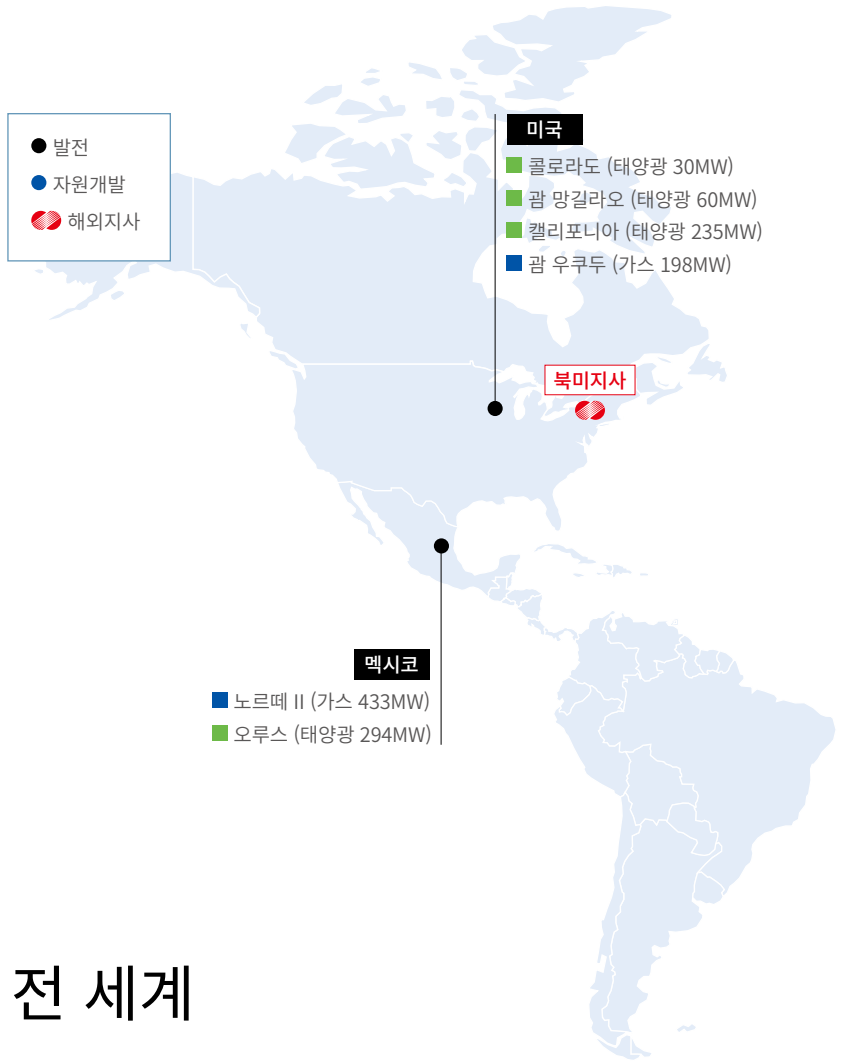 발전
자원개발
해외지사
미국
콜로라도 (태양광 30MW)
괌 망길라오 (태양광 60MW)
캘리포니아 (태양광 235MW)
괌 우쿠두 (가스 198MW)
북미지사
멕시코
노르떼 II (가스 433MW)
오루스 (태양광 294MW)
전 세계